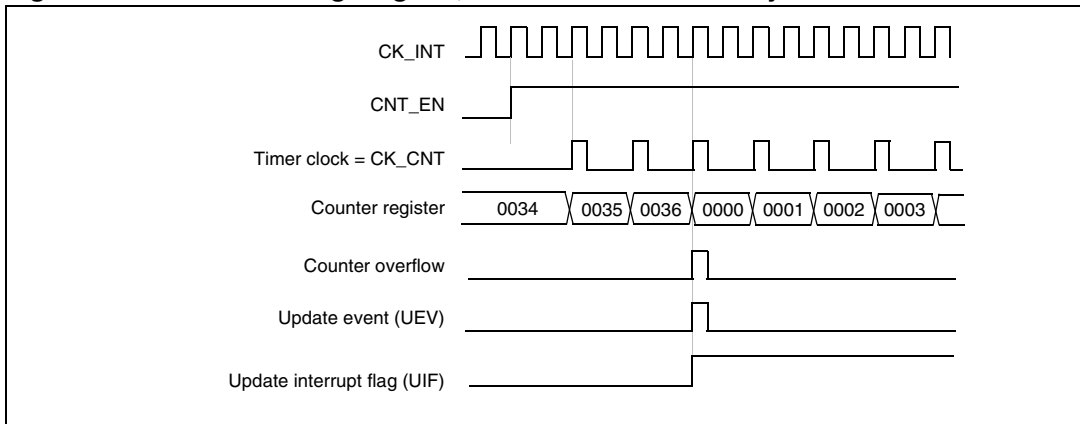 CK_INT
CNT_EN
Timer clock = CK_CNT
Counter register 0034 0035 0036 0000 0001 0002 0003
Counter overflow
Update event (UEV)
Update interrupt flag (UIF)